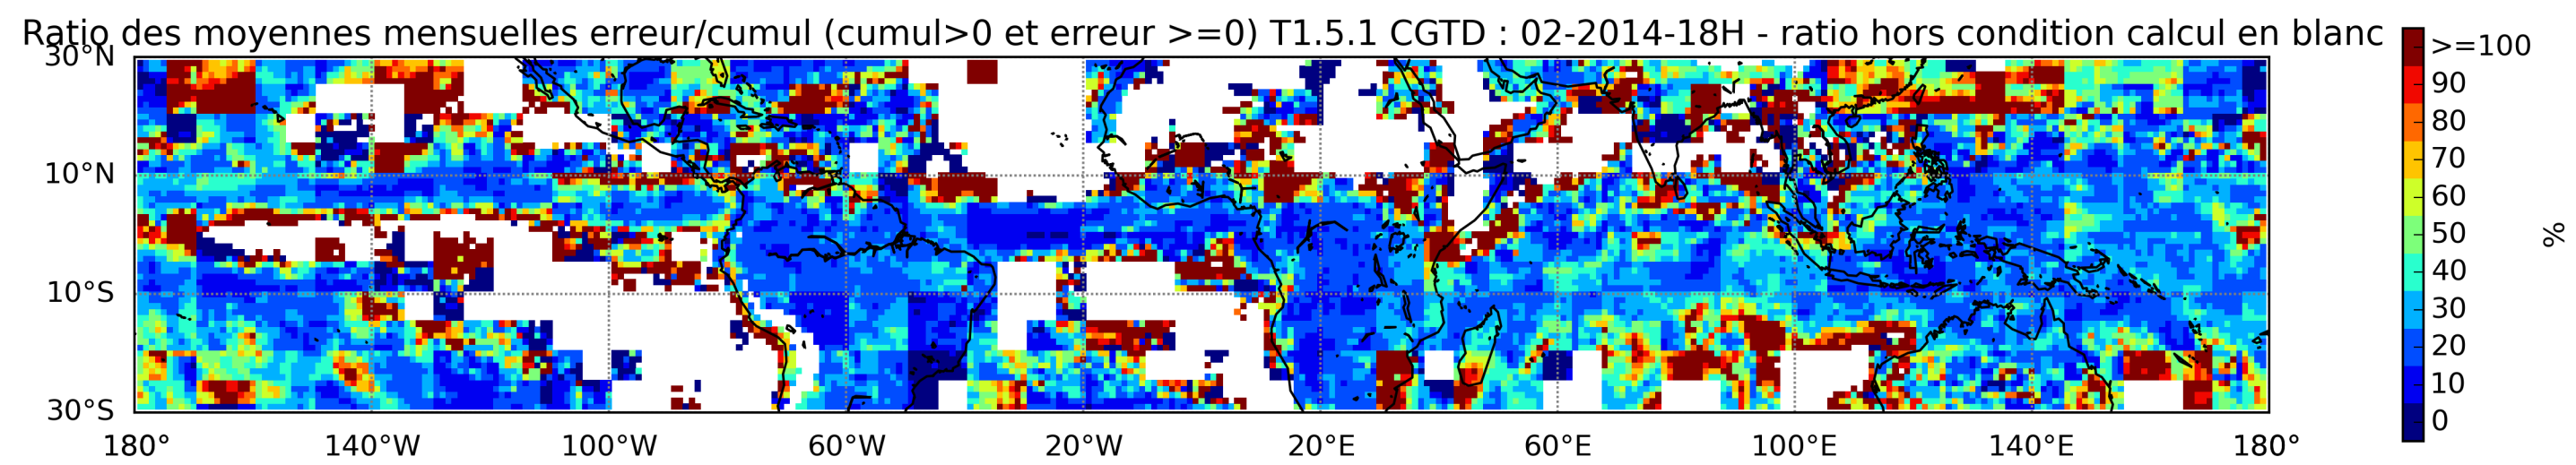 Ratio des moyennes mensuelles erreur/cumul (cumul>0 et erreur >=0) T1.5.1 CGTD : 02-2014-18H - ratio hors condition calcul en blanc
30°N
10°N
10°S
30°S
180° 140°W 100°W 60°W 20°W 20°E 60°E 100°E 140°E 180°
>=100
90
80
70
60
50
40
30
20
10
0
%